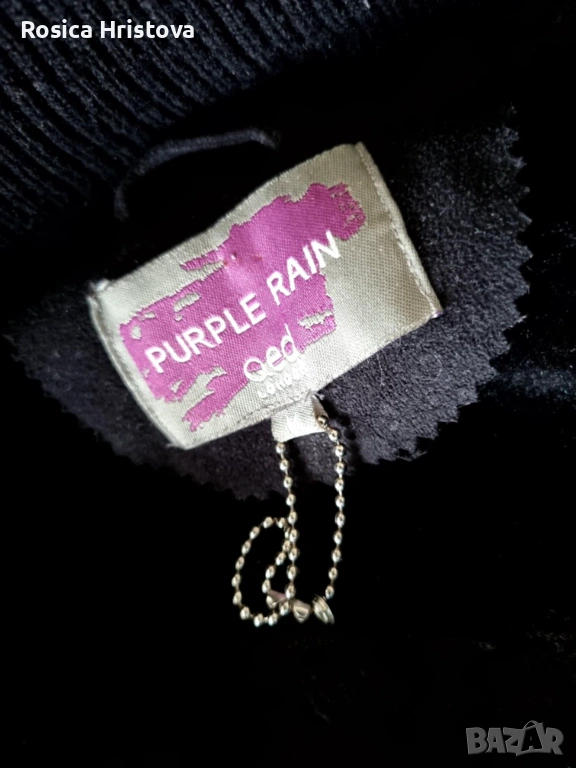 Rosica Hristova
PURPLE RAIN
qed
LONDON
BAZAR